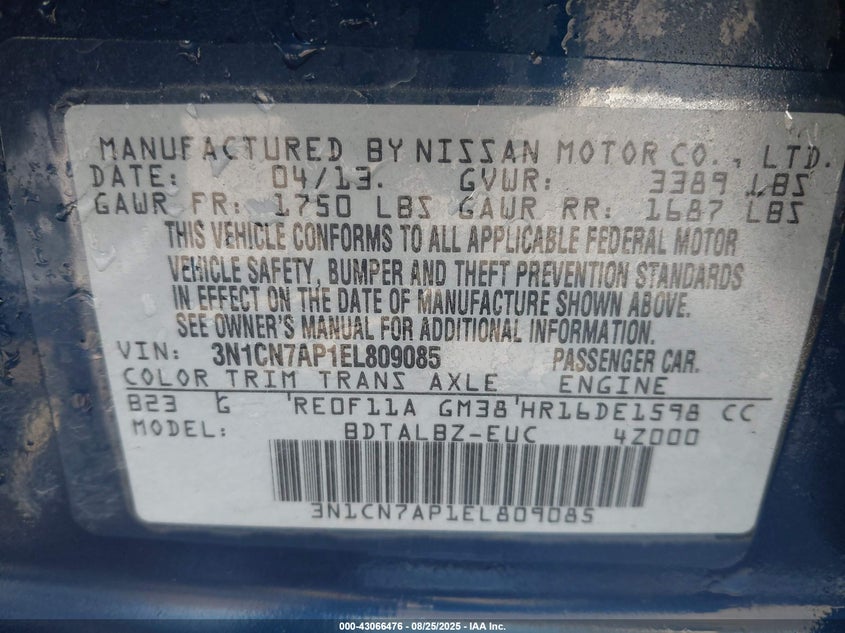 MANUFACTURED BY NISSAN MOTOR CO., LTD.
DATE: 04/13. GVWR: 3389 LBS
GAWR FR: 1750 LBS GAWR RR: 1687 LBS
THIS VEHICLE CONFORMS TO ALL APPLICABLE FEDERAL MOTOR
VEHICLE SAFETY, BUMPER AND THEFT PREVENTION STANDARDS
IN EFFECT ON THE DATE OF MANUFACTURE SHOWN ABOVE.
SEE OWNER'S MANUAL FOR ADDITIONAL INFORMATION.
VIN: 3N1CN7AP1EL809085 PASSENGER CAR.
COLOR TRIM TRANS AXLE ENGINE
B23 G RE0F11A GM38 HR16DE1598 CC
MODEL: BDTALBZ-EUC 4Z000
3N1CN7AP1EL809085
000-43066476 - 08/25/2025 - IAA Inc.